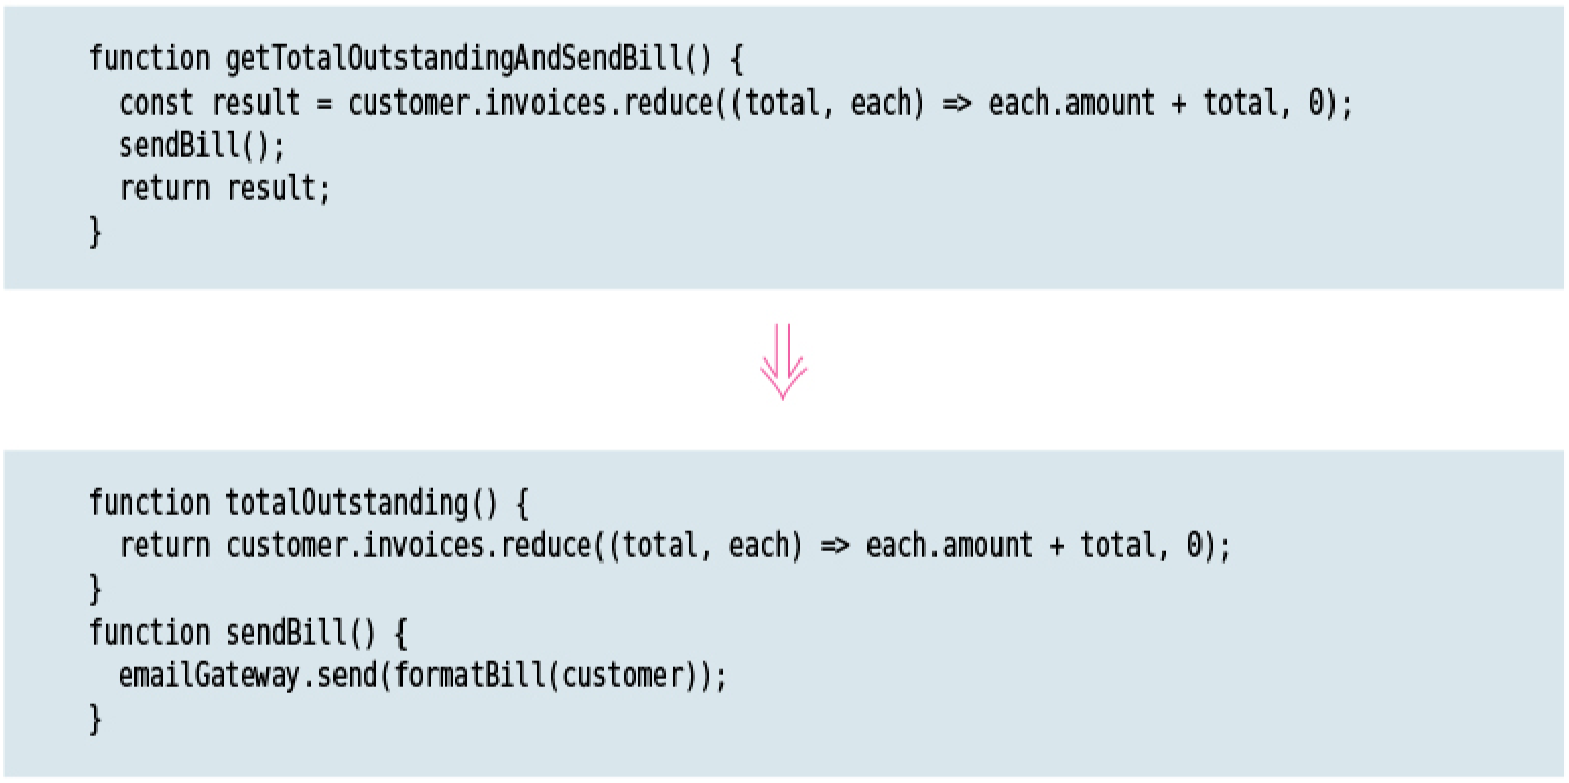 function getTotalOutstandingAndSendBill() {
  const result = customer.invoices.reduce((total, each) => each.amount + total, 0);
  sendBill();
  return result;
}
function totalOutstanding() {
  return customer.invoices.reduce((total, each) => each.amount + total, 0);
}
function sendBill() {
  emailGateway.send(formatBill(customer));
}